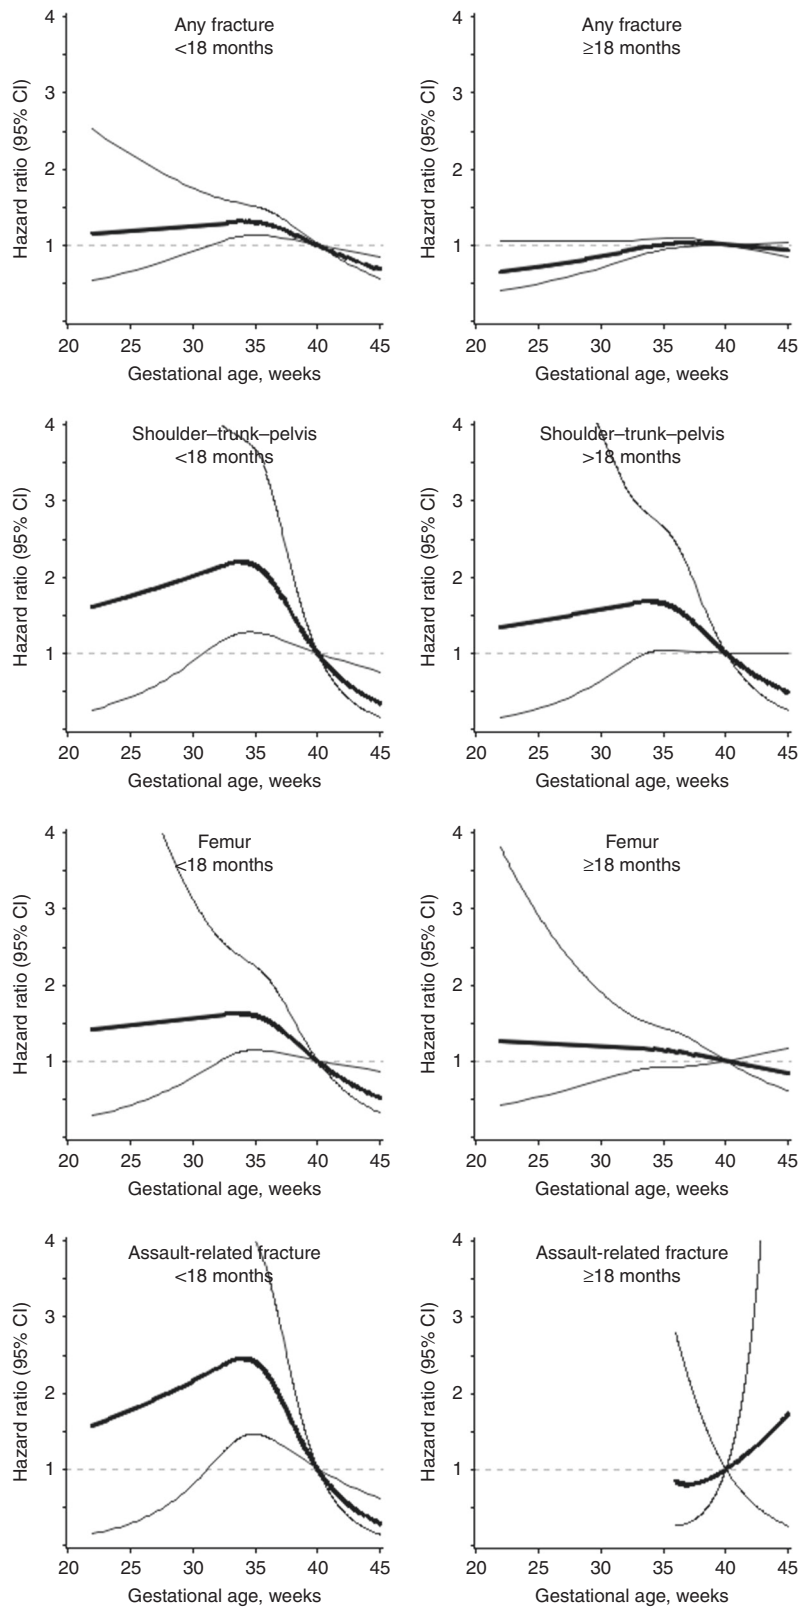 Any fracture
<18 months
Hazard ratio (95% CI)
4
3
2
1
20 25 30 35 40 45
Gestational age, weeks
Any fracture
≥18 months
Hazard ratio (95% CI)
4
3
2
1
20 25 30 35 40 45
Gestational age, weeks
Shoulder–trunk–pelvis
<18 months
Hazard ratio (95% CI)
4
3
2
1
20 25 30 35 40 45
Gestational age, weeks
Shoulder–trunk–pelvis
>18 months
Hazard ratio (95% CI)
4
3
2
1
20 25 30 35 40 45
Gestational age, weeks
Femur
<18 months
Hazard ratio (95% CI)
4
3
2
1
20 25 30 35 40 45
Gestational age, weeks
Femur
≥18 months
Hazard ratio (95% CI)
4
3
2
1
20 25 30 35 40 45
Gestational age, weeks
Assault-related fracture
<18 months
Hazard ratio (95% CI)
4
3
2
1
20 25 30 35 40 45
Gestational age, weeks
Assault-related fracture
≥18 months
Hazard ratio (95% CI)
4
3
2
1
20 25 30 35 40 45
Gestational age, weeks